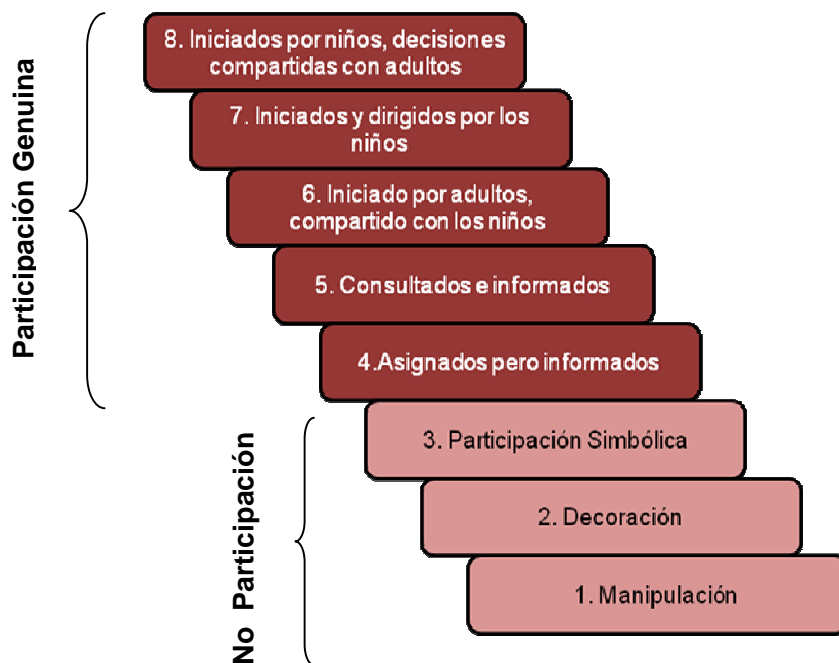 Participación Genuina
8. Iniciados por niños, decisiones
compartidas con adultos
7. Iniciados y dirigidos por los
niños
6. Iniciado por adultos,
compartido con los niños
5. Consultados e informados
4.Asignados pero informados
No Participación
3. Participación Simbólica
2. Decoración
1. Manipulación